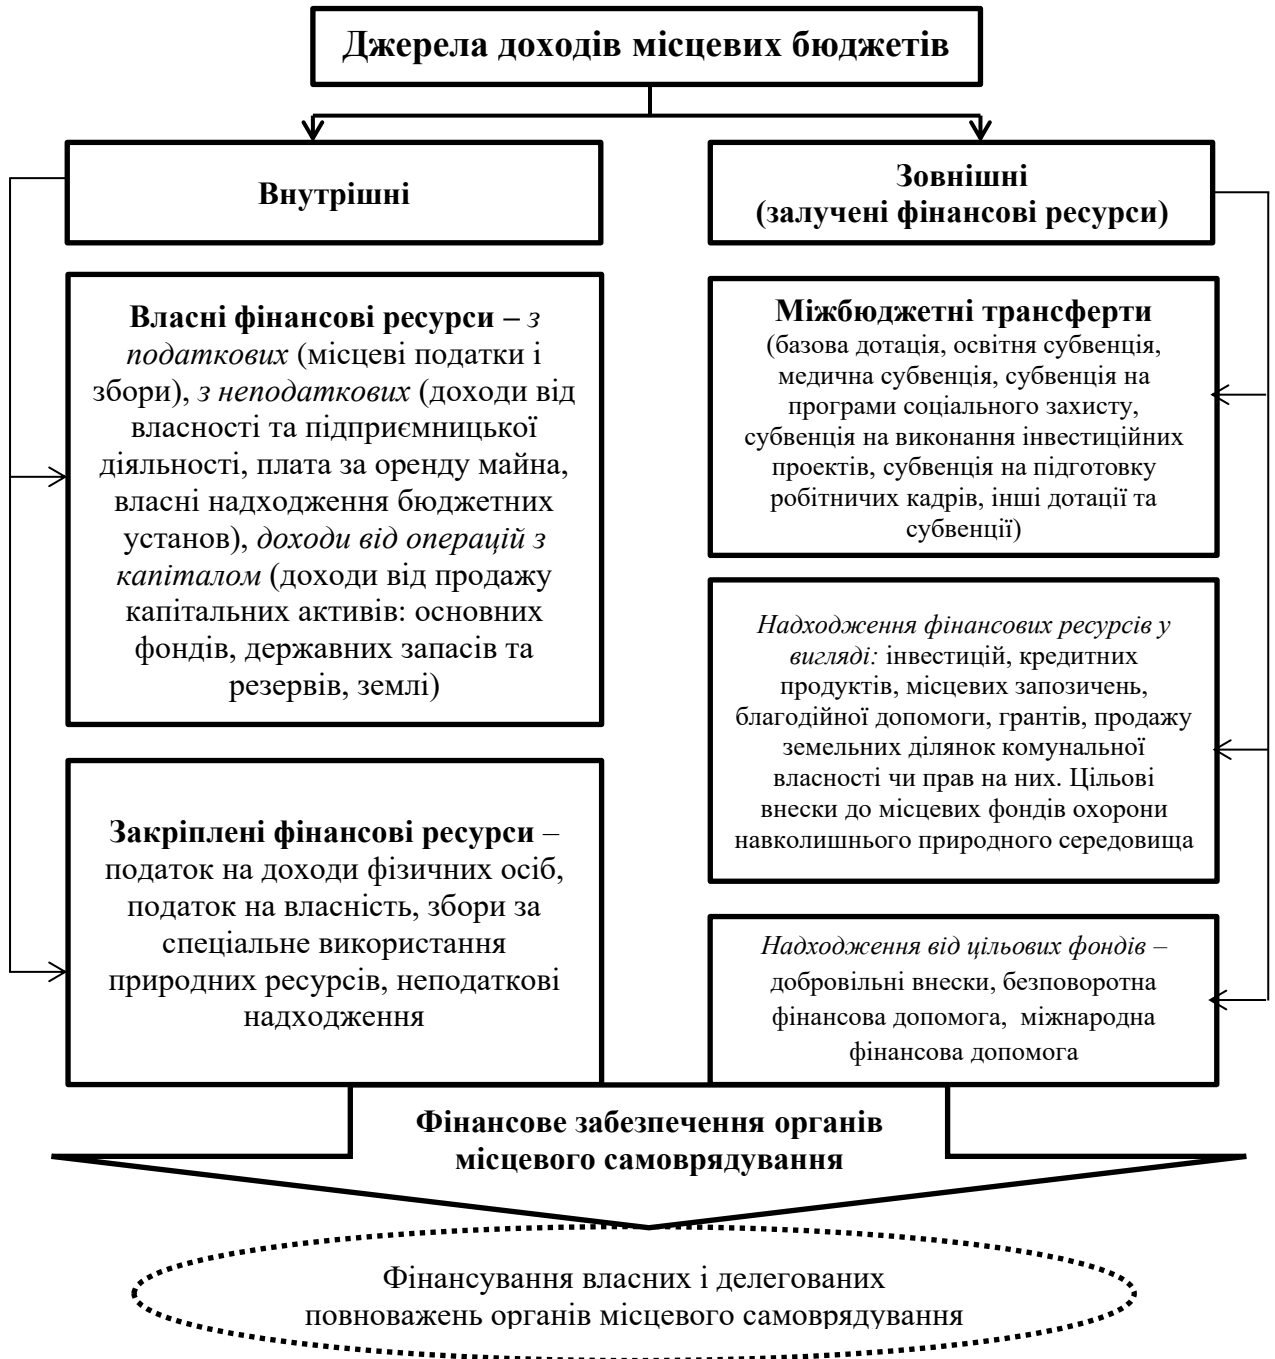 Джерела доходів місцевих бюджетів
Внутрішні
Зовнішні
(залучені фінансові ресурси)
Власні фінансові ресурси – з
податкових (місцеві податки і
збори), з неподаткових (доходи від
власності та підприємницької
діяльності, плата за оренду майна,
власні надходження бюджетних
установ), доходи від операцій з
капіталом (доходи від продажу
капітальних активів: основних
фондів, державних запасів та
резервів, землі)
Закріплені фінансові ресурси –
податок на доходи фізичних осіб,
податок на власність, збори за
спеціальне використання
природних ресурсів, неподаткові
надходження
Міжбюджетні трансферти
(базова дотація, освітня субвенція,
медична субвенція, субвенція на
програми соціального захисту,
субвенція на виконання інвестиційних
проектів, субвенція на підготовку
робітничих кадрів, інші дотації та
субвенції)
Надходження фінансових ресурсів у
вигляді: інвестицій, кредитних
продуктів, місцевих запозичень,
благодійної допомоги, грантів, продажу
земельних ділянок комунальної
власності чи прав на них. Цільові
внески до місцевих фондів охорони
навколишнього природного середовища
Надходження від цільових фондів –
добровільні внески, безповоротна
фінансова допомога, міжнародна
фінансова допомога
Фінансове забезпечення органів
місцевого самоврядування
Фінансування власних і делегованих
повноважень органів місцевого самоврядування